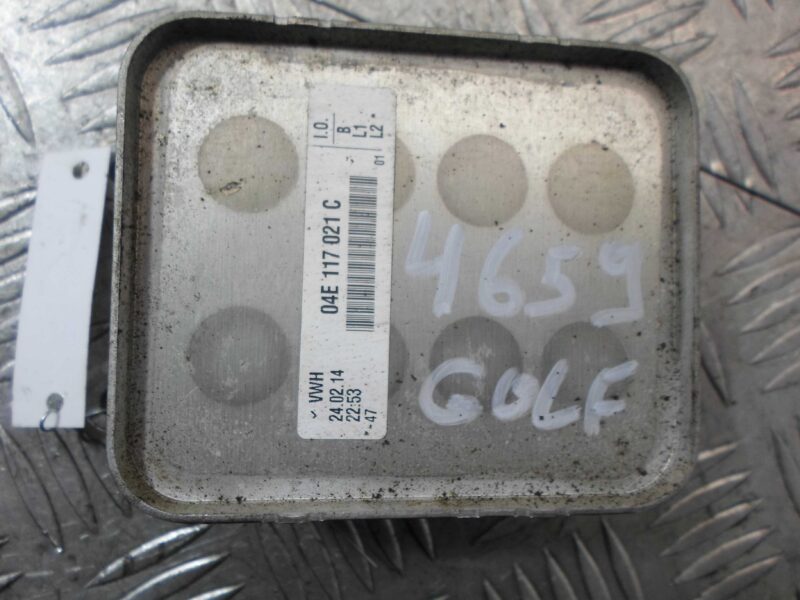 I.O.
B
L1
L2
01
04E 117 021 C
VWH
24.02.14
22:53
47
4659
GOLF